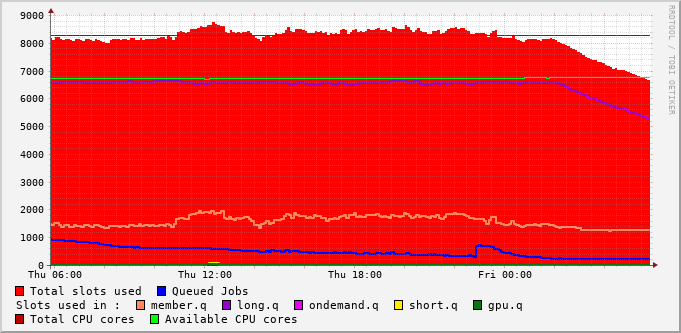 9000
8000
7000
6000
5000
4000
3000
2000
1000
0
Thu 06:00 Thu 12:00 Thu 18:00 Fri 00:00
RRDTOOL / TOBI OETIKER
Total slots used Queued Jobs
Slots used in : member.q long.q ondemand.q short.q gpu.q
Total CPU cores Available CPU cores